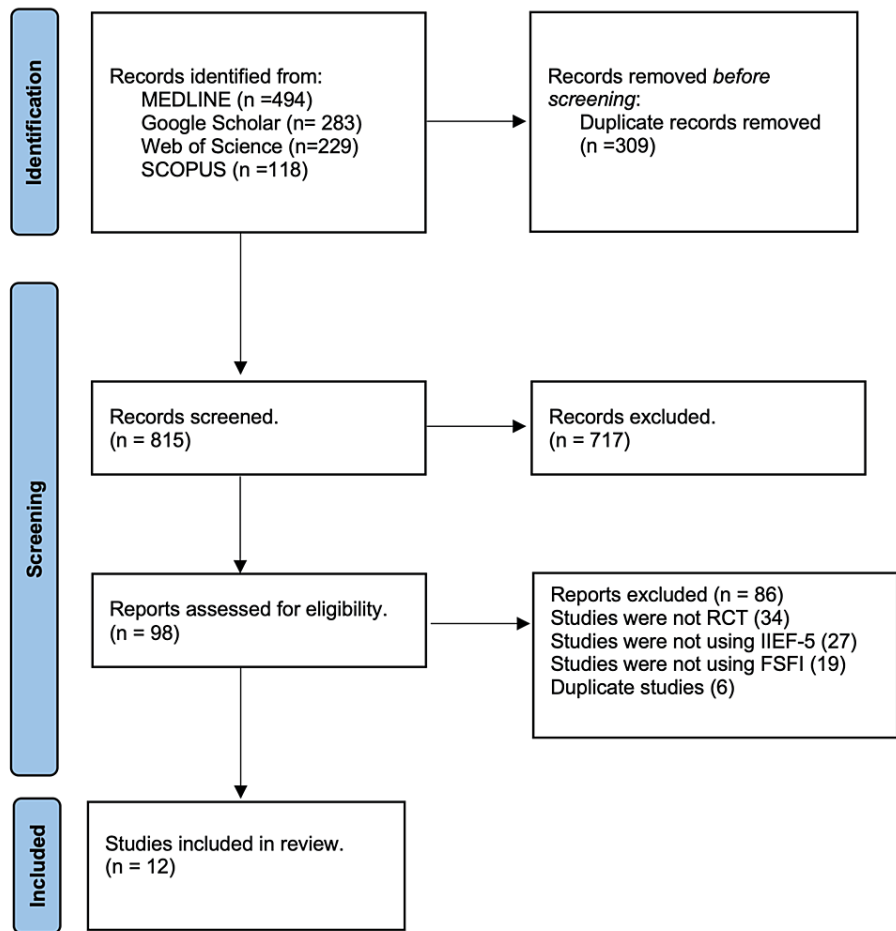 Identification
Records identified from:
MEDLINE (n =494)
Google Scholar (n= 283)
Web of Science (n=229)
SCOPUS (n =118)
Records removed before
screening:
Duplicate records removed
(n =309)
Screening
Records screened.
(n = 815)
Records excluded.
(n = 717)
Reports assessed for eligibility.
(n = 98)
Reports excluded (n = 86)
Studies were not RCT (34)
Studies were not using IIEF-5 (27)
Studies were not using FSFI (19)
Duplicate studies (6)
Included
Studies included in review.
(n = 12)